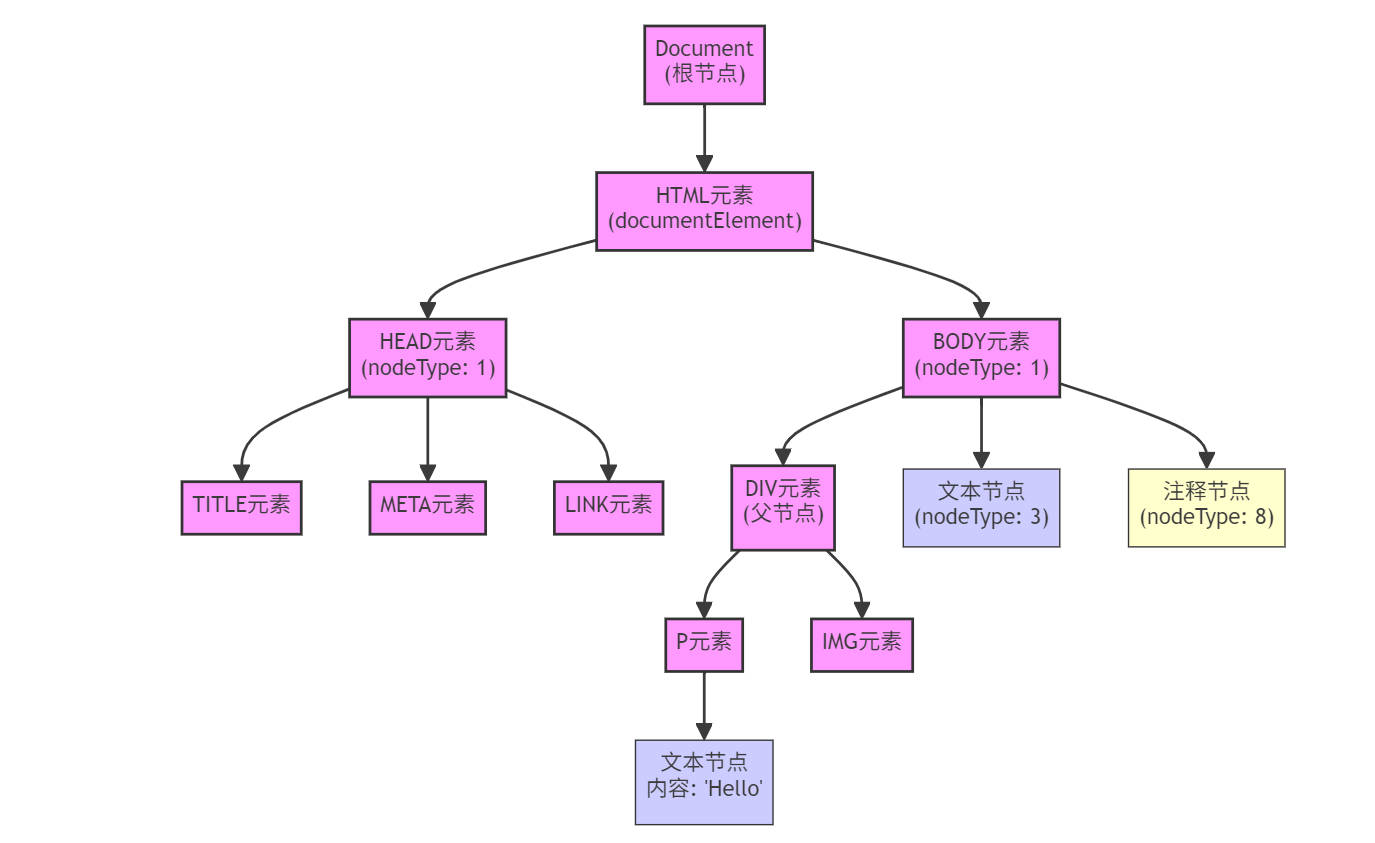 Document
(根节点)
HTML元素
(documentElement)
HEAD元素
(nodeType: 1)
BODY元素
(nodeType: 1)
TITLE元素
META元素
LINK元素
DIV元素
(父节点)
文本节点
(nodeType: 3)
注释节点
(nodeType: 8)
P元素
IMG元素
文本节点
内容: 'Hello'